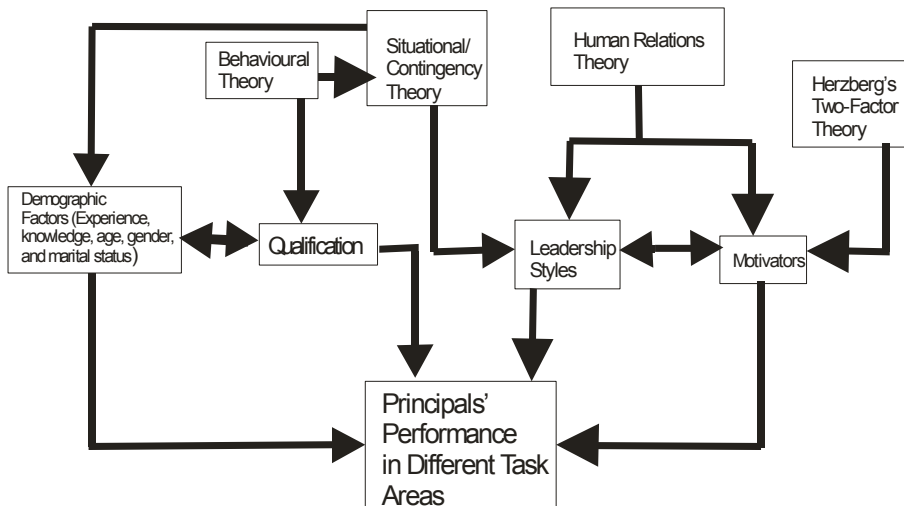 Behavioural
Theory
Situational/
Contingency
Theory
Human Relations
Theory
Herzberg's
Two-Factor
Theory
Demographic
Factors (Experience,
knowledge, age, gender,
and marital status)
Qualification
Leadership
Styles
Motivators
Principals'
Performance
in Different Task
Areas